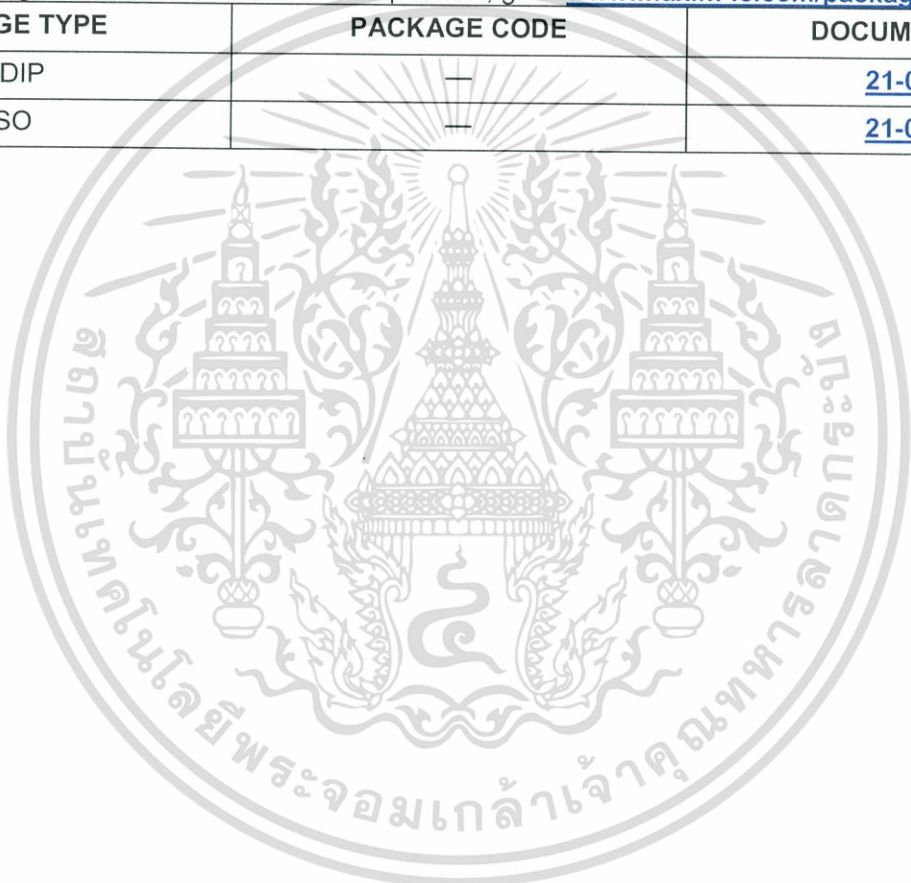 GE TYPE PACKAGE CODE DOCUM
DIP — 21-0
SO — 21-0
สถาบันเทคโนโลยีพระจอมเกล้าเจ้าคุณทหารลาดกระบัง